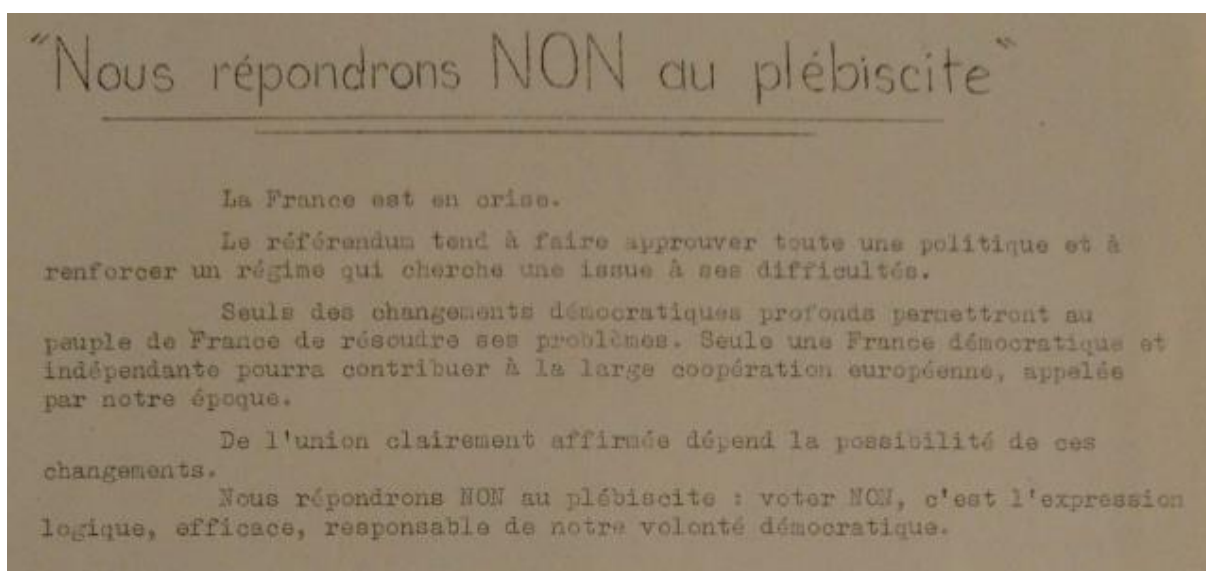 "Nous répondrons NON au plébiscite"
La France est en crise.
Le référendum tend à faire approuver toute une politique et à
renforcer un régime qui cherche une issue à ses difficultés.
Seuls des changements démocratiques profonds permettront au
peuple de France de résoudre ses problèmes. Seule une France démocratique et
indépendante pourra contribuer à la large coopération européenne, appelée
par notre époque.
De l'union clairement affirmée dépend la possibilité de ces
changements.
Nous répondrons NON au plébiscite : voter NON, c'est l'expression
logique, efficace, responsable de notre volonté démocratique.